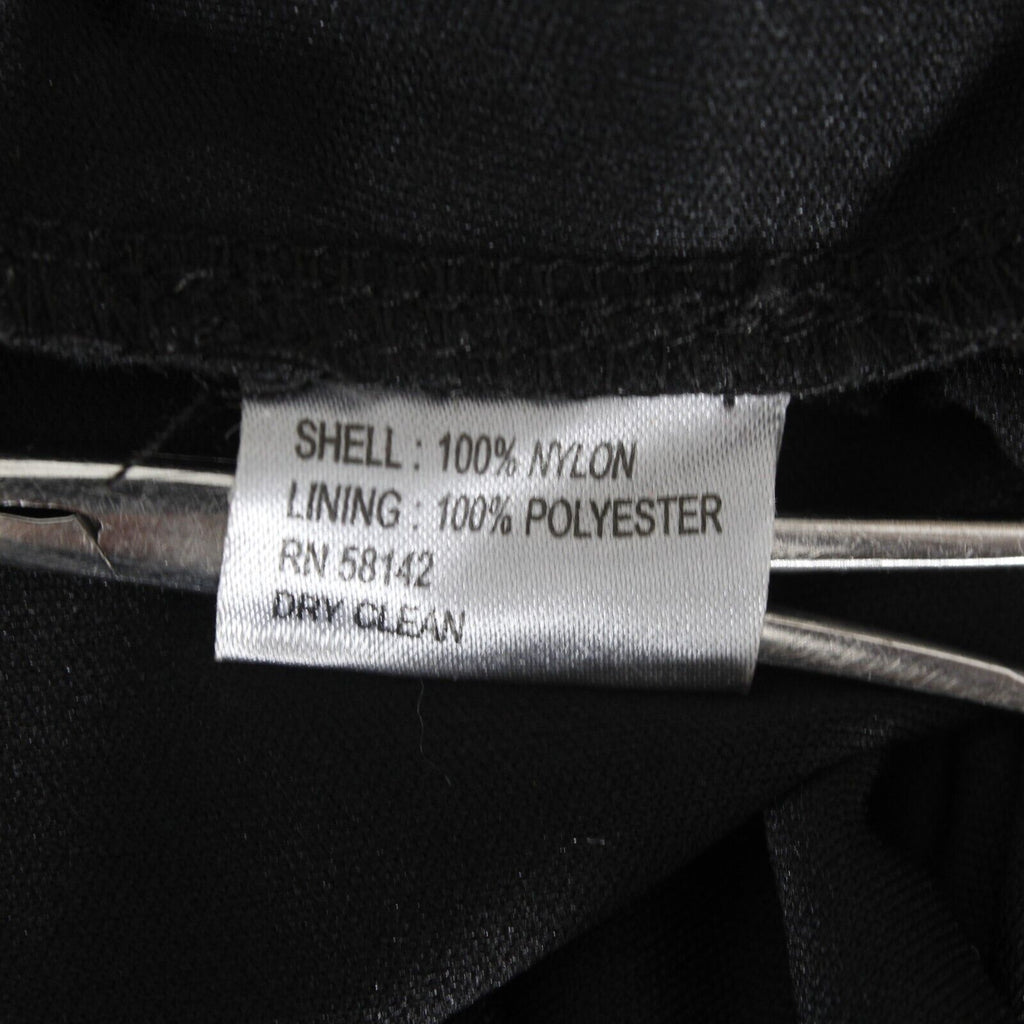 SHELL : 100% NYLON
LINING : 100% POLYESTER
RN 58142
DRY CLEAN